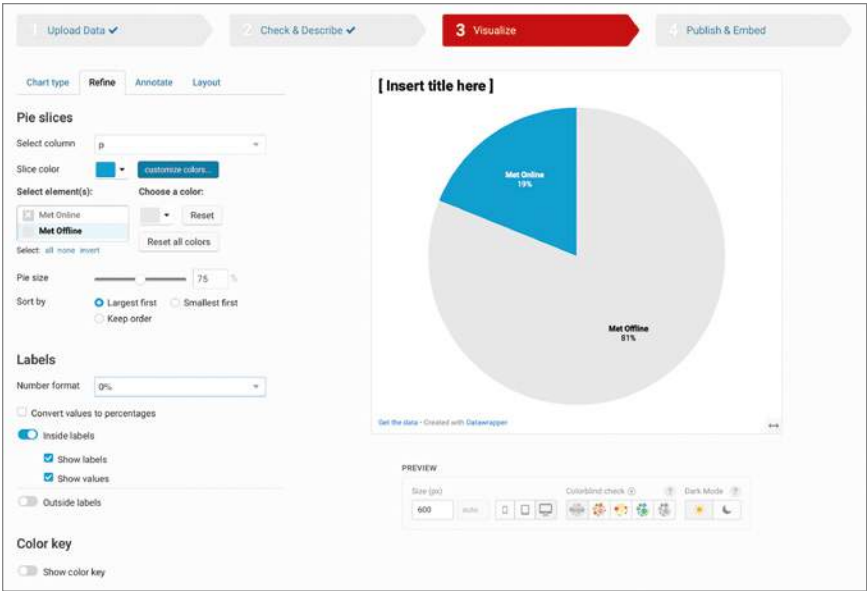 1 Upload Data ✔
2 Check & Describe ✔
3 Visualize
4 Publish & Embed
Chart type Refine Annotate Layout
Pie slices
Select column p
Slice color customize colors...
Select element(s): Choose a color:
Met Online
Reset
Met Offline
Reset all colors
Select: all none invert
Pie size 75 %
Sort by Largest first Smallest first
Keep order
Labels
Number format 0%
Convert values to percentages
Inside labels
Show labels
Show values
Outside labels
Color key
Show color key
[ Insert title here ]
Met Online
19%
Met Offline
81%
Get the data · Created with Datawrapper
PREVIEW
Size (px) Colorblind check ? Dark Mode ?
600 auto